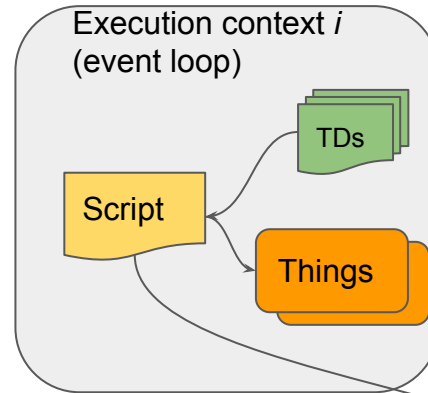 Execution context i
(event loop)
TDs
Script
Things